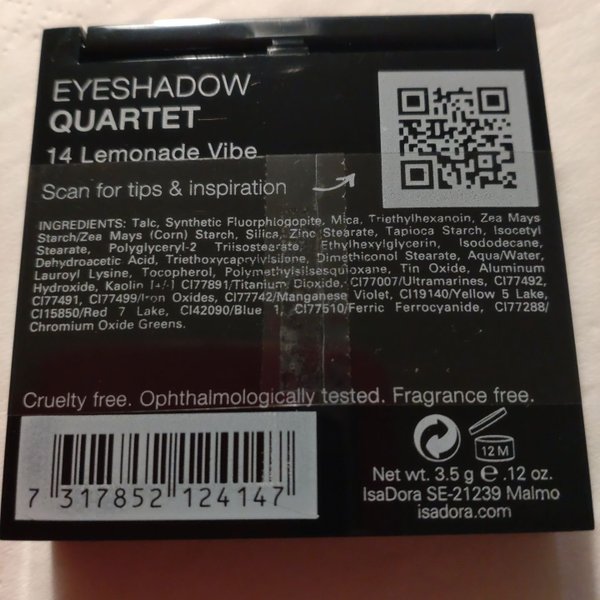 EYESHADOW
QUARTET
14 Lemonade Vibe
Scan for tips & inspiration
INGREDIENTS: Talc, Synthetic Fluorphlogopite, Mica, Triethylhexanoin, Zea Mays
Starch/Zea Mays (Corn) Starch, Silica, Zinc Stearate, Tapioca Starch, Isocetyl
Stearate, Polyglyceryl-2 Triisostearate, Ethylhexylglycerin, Isododecane,
Dehydroacetic Acid, Triethoxycaprylylsilane, Dimethiconol Stearate, Aqua/Water,
Lauroyl Lysine, Tocopherol, Polymethylsilsesquioxane, Tin Oxide, Aluminum
Hydroxide, Kaolin [+/-] CI77891/Titanium Dioxide, CI77007/Ultramarines, CI77492,
CI77491, CI77499/Iron Oxides, CI77742/Manganese Violet, CI19140/Yellow 5 Lake,
CI15850/Red 7 Lake, CI42090/Blue 1, CI77510/Ferric Ferrocyanide, CI77288/
Chromium Oxide Greens.
Cruelty free. Ophthalmologically tested. Fragrance free.
7 317852 124147
12 M
Net wt. 3.5 g ℮ .12 oz.
IsaDora SE-21239 Malmo
isadora.com